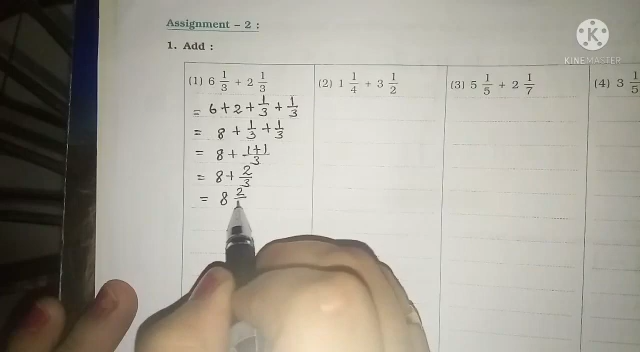 Assignment – 2 :
1. Add :
(1) 6 1/3 + 2 1/3
= 6+2+1/3+1/3
= 8+1/3+1/3
= 8+(1+1)/3
= 8+2/3
= 8 2/
(2) 1 1/4 + 3 1/2
(3) 5 1/5 + 2 1/7
(4) 3 1/5
K
KINEMASTER